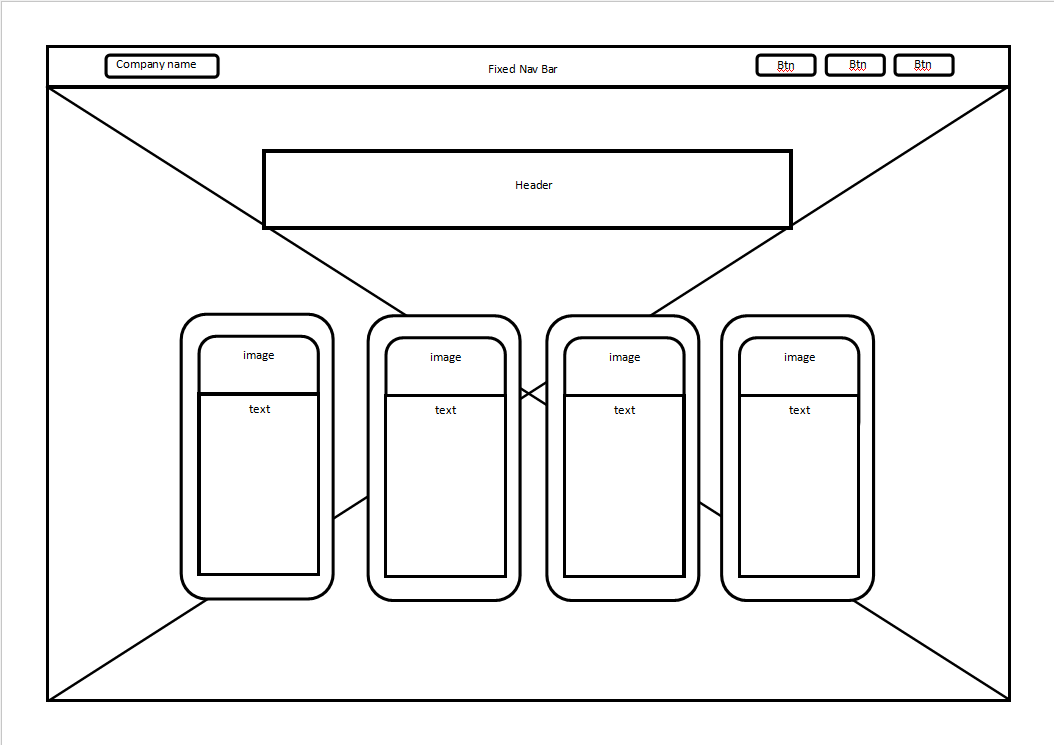 Company name
Fixed Nav Bar
Btn
Btn
Btn
Header
image
image
image
image
text
text
text
text